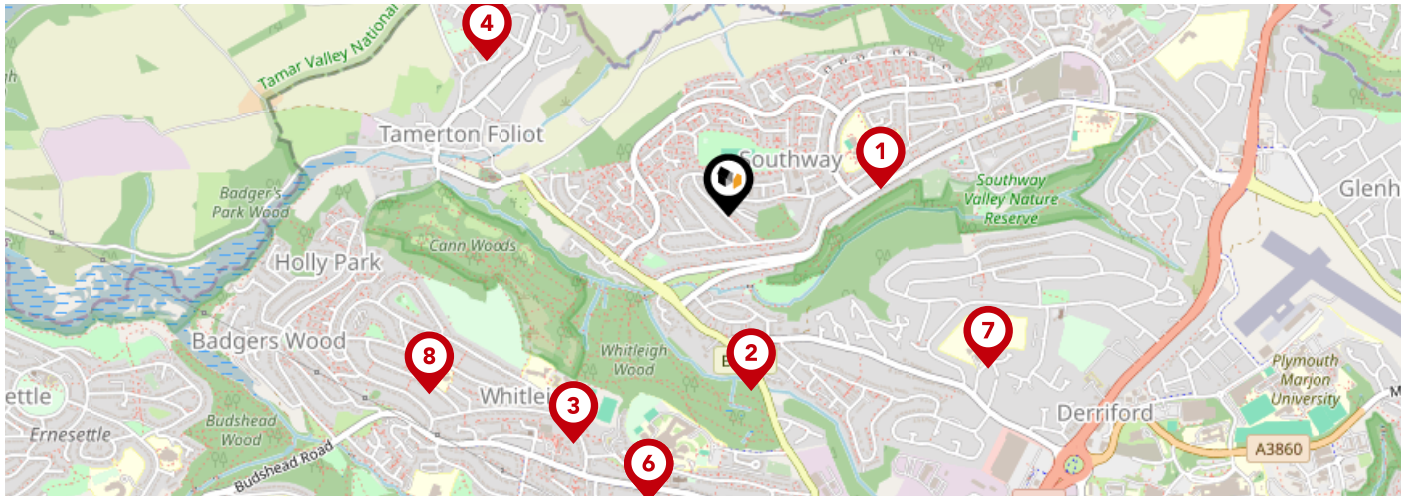 4
Tamar Valley National
Tamerton Foliot
1
Southway
Badger's
Park Wood
Southway
Valley Nature
Reserve
Glenh
Cann Woods
Holly Park
7
2
8
Badgers Wood
Whitleigh
Wood
Plymouth
Marjon
University
ettle
Whitlei
3
Derriford
M
Ernesettle
Budshead
Wood
A3860
Budshead Road
6